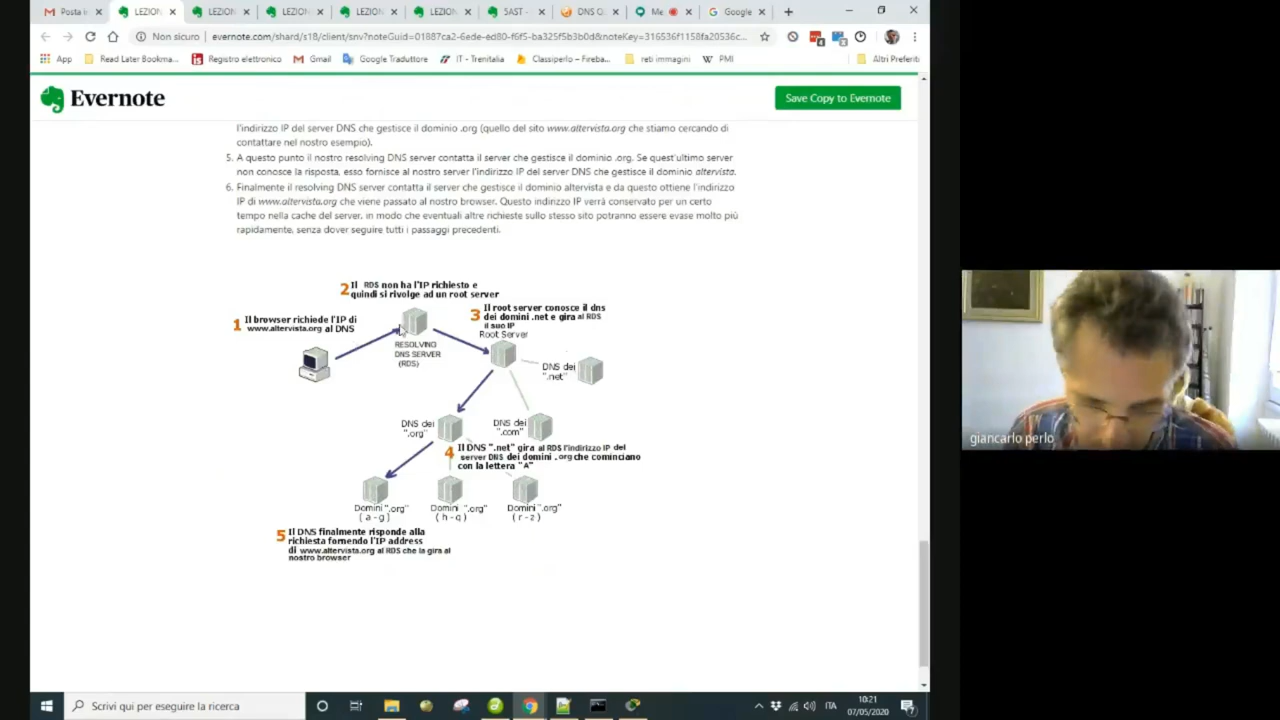 Posta in
LEZION
LEZION
LEZION
LEZION
LEZION
SAST -
DNS G
Me
Google
Non sicuro
evernote.com/shard/s18/client/snv?noteGuid=01887ca2-6ede-ed80-f6f5-ba325f5b3b0d&noteKey=316536f1158fa20536c...
App
Read Later Bookma...
Registro elettronico
Gmail
Google Traduttore
IT - Trenitalia
Classiperlo – Fireba...
reti immagini
PMI
Altri Preferiti
Evernote
Save Copy to Evernote
l'indirizzo IP del server DNS che gestisce il dominio .org (quello del sito www.altervista.org che stiamo cercando di
contattare nel nostro esempio).
5. A questo punto il nostro resolving DNS server contatta il server che gestisce il dominio .org. Se quest'ultimo server
non conosce la risposta, esso fornisce al nostro server l'indirizzo IP del server DNS che gestisce il dominio altervista.
6. Finalmente il resolving DNS server contatta il server che gestisce il dominio altervista e da questo ottiene l'indirizzo
IP di www.altervista.org che viene passato al nostro browser. Questo indirizzo IP verrà conservato per un certo
tempo nella cache del server, in modo che eventuali altre richieste sullo stesso sito potranno essere evase molto più
rapidamente, senza dover seguire tutti i passaggi precedenti.
2 Il RDS non ha l'IP richiesto e
quindi si rivolge ad un root server
1 Il browser richiede l'IP di
www.altervista.org al DNS
3 Il root server conosce il dns
dei domini .net e gira al RDS
il suo IP
Root Server
RESOLVING
DNS SERVER
(RDS)
DNS dei
".net"
DNS dei
".org"
DNS dei
".com"
4 Il DNS ".net" gira al RDS l'indirizzo IP del
server DNS dei domini .org che cominciano
con la lettera "A"
Domini ".org"
( a - g )
Domini ".org"
( h - q )
Domini ".org"
( r - z )
5 Il DNS finalmente risponde alla
richiesta fornendo l'IP address
di www.altervista.org al RDS che la gira al
nostro browser
giancarlo perlo
Scrivi qui per eseguire la ricerca
ITA
10:21
07/05/2020
7